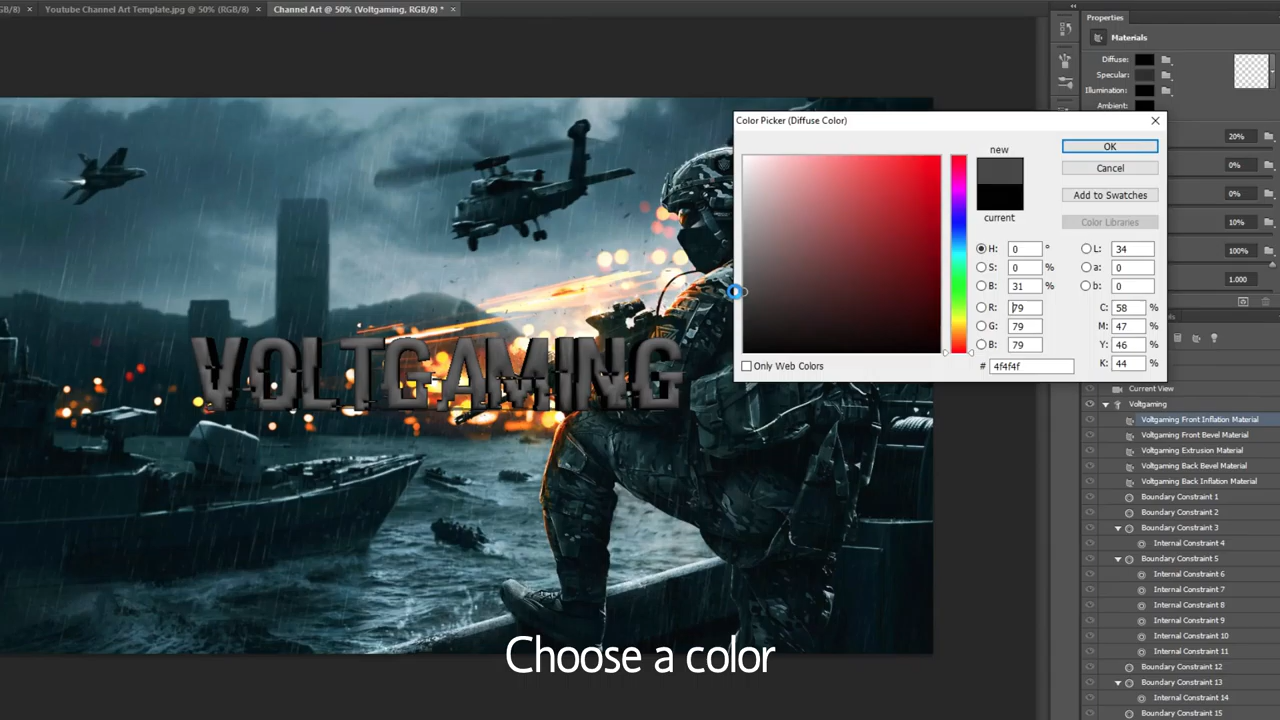 GB/8) × Youtube Channel Art Template.jpg @ 50% (RGB/8) × Channel Art @ 50% (Voltgaming, RGB/8) * ×
Properties
Materials
Diffuse:
Specular:
Illumination:
Ambient:
20%
0%
0%
10%
100%
1.000
Color Picker (Diffuse Color)
new
current
OK
Cancel
Add to Swatches
Color Libraries
H: 0 °
S: 0 %
B: 31 %
R: 79
G: 79
B: 79
L: 34
a: 0
b: 0
C: 58 %
M: 47 %
Y: 46 %
K: 44 %
Only Web Colors
# 4f4f4f
VOLTGAMING
Current View
Voltgaming
Voltgaming Front Inflation Material
Voltgaming Front Bevel Material
Voltgaming Extrusion Material
Voltgaming Back Bevel Material
Voltgaming Back Inflation Material
Boundary Constraint 1
Boundary Constraint 2
Boundary Constraint 3
Internal Constraint 4
Boundary Constraint 5
Internal Constraint 6
Internal Constraint 7
Internal Constraint 8
Internal Constraint 9
Internal Constraint 10
Internal Constraint 11
Boundary Constraint 12
Boundary Constraint 13
Internal Constraint 14
Boundary Constraint 15
Choose a color